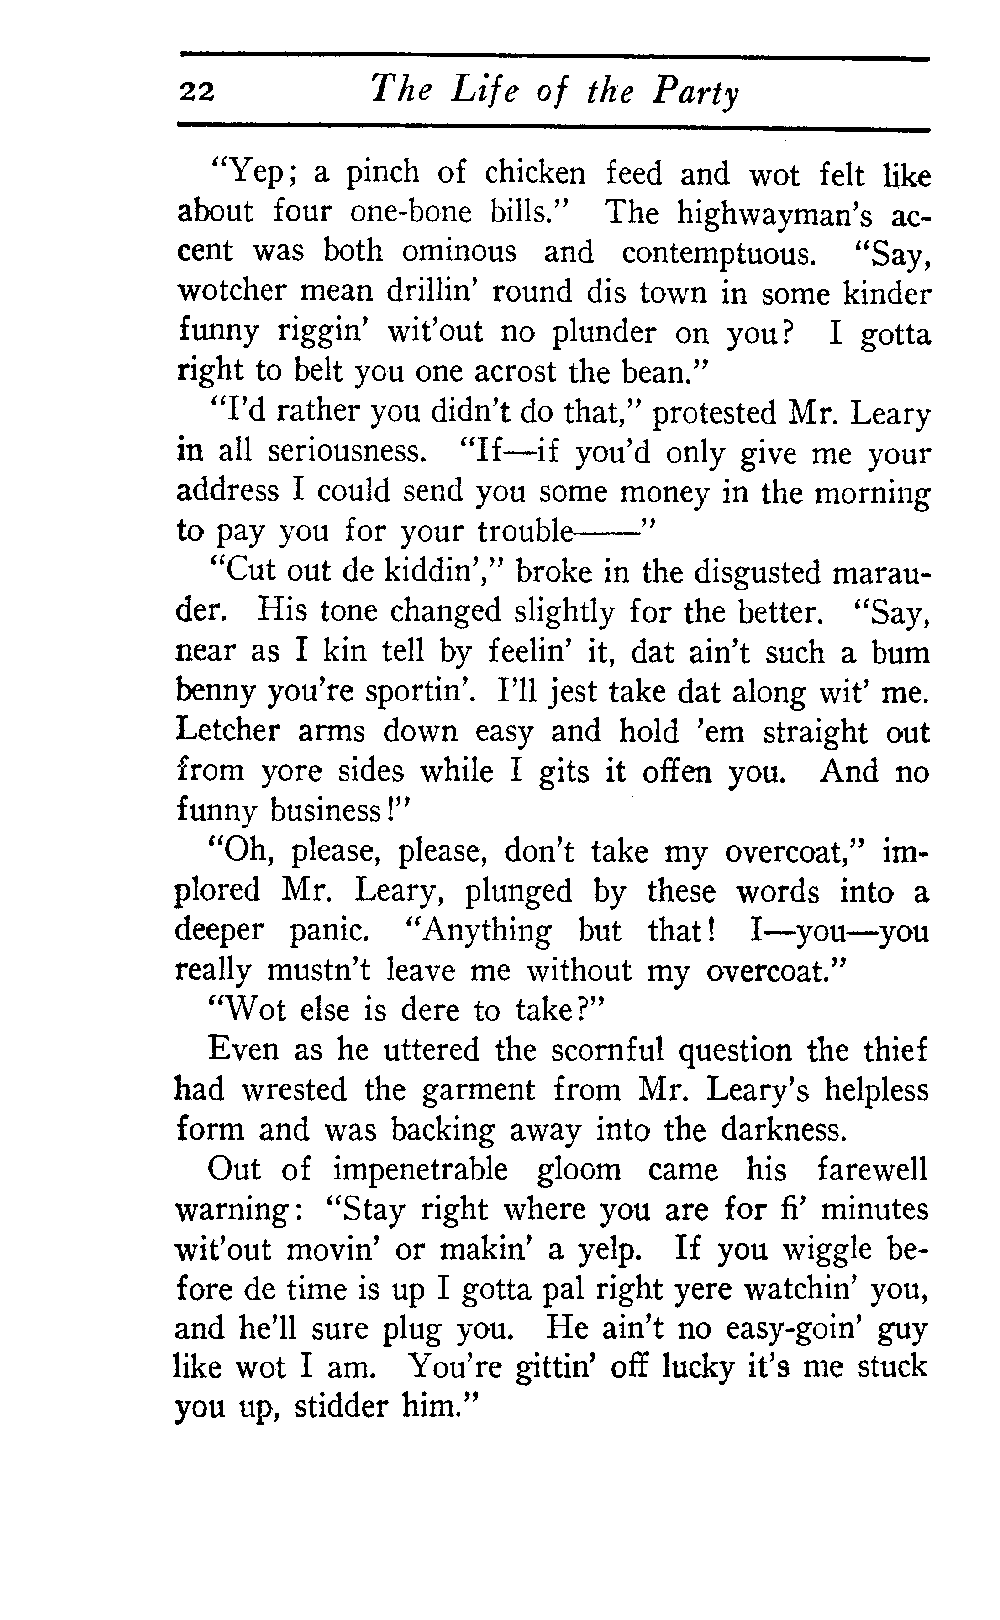 22 The Life of the Party
“Yep; a pinch of chicken feed and wot felt like
about four one-bone bills.” The highwayman’s ac-
cent was both ominous and contemptuous. “Say,
wotcher mean drillin’ round dis town in some kinder
funny riggin’ wit’out no plunder on you? I gotta
right to belt you one acrost the bean.”
“I’d rather you didn’t do that,” protested Mr. Leary
in all seriousness. “If—if you’d only give me your
address I could send you some money in the morning
to pay you for your trouble——”
“Cut out de kiddin’,” broke in the disgusted marau-
der. His tone changed slightly for the better. “Say,
near as I kin tell by feelin’ it, dat ain’t such a bum
benny you’re sportin’. I’ll jest take dat along wit’ me.
Letcher arms down easy and hold ’em straight out
from yore sides while I gits it offen you. And no
funny business!”
“Oh, please, please, don’t take my overcoat,” im-
plored Mr. Leary, plunged by these words into a
deeper panic. “Anything but that! I—you—you
really mustn’t leave me without my overcoat.”
“Wot else is dere to take?”
Even as he uttered the scornful question the thief
had wrested the garment from Mr. Leary’s helpless
form and was backing away into the darkness.
Out of impenetrable gloom came his farewell
warning: “Stay right where you are for fi’ minutes
wit’out movin’ or makin’ a yelp. If you wiggle be-
fore de time is up I gotta pal right yere watchin’ you,
and he’ll sure plug you. He ain’t no easy-goin’ guy
like wot I am. You’re gittin’ off lucky it’s me stuck
you up, stidder him.”